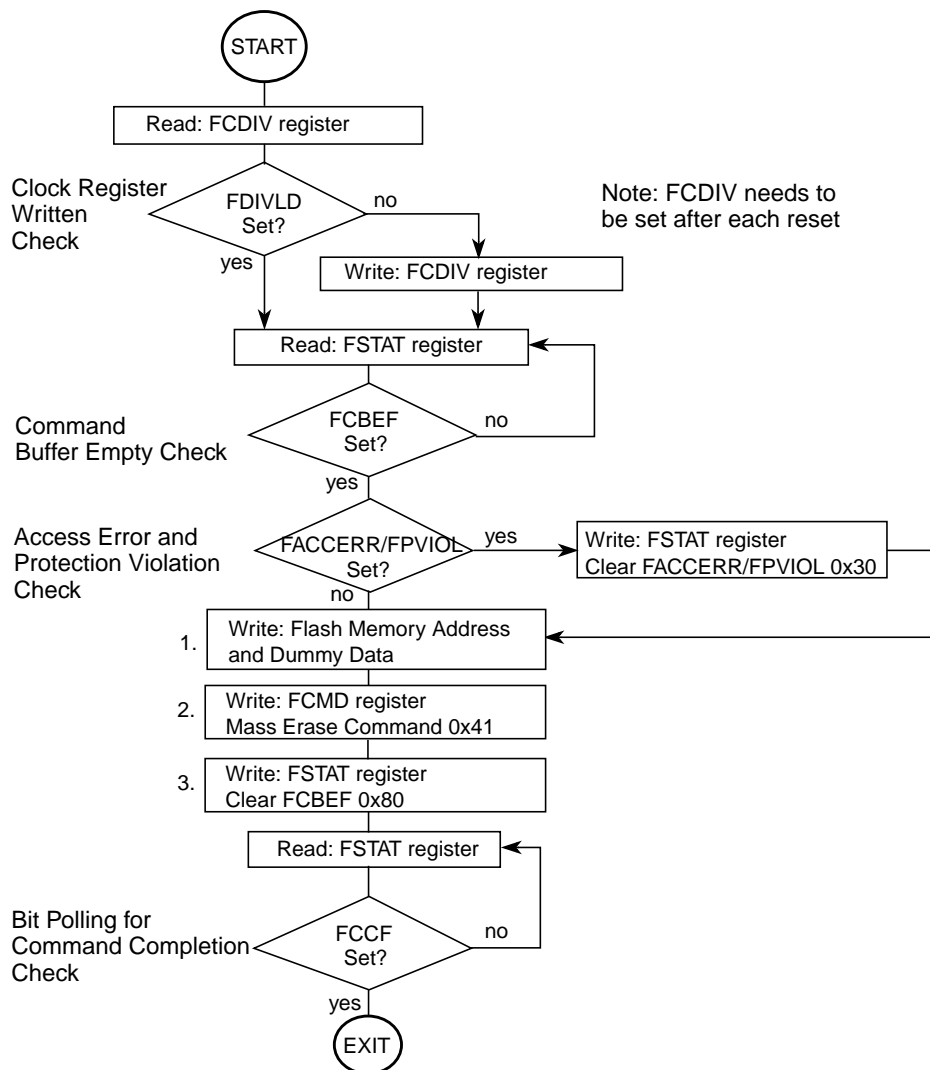 START
Read: FCDIV register
Clock Register
Written
Check
FDIVLD
Set?
no
yes
Note: FCDIV needs to
be set after each reset
Write: FCDIV register
Read: FSTAT register
Command
Buffer Empty Check
FCBEF
Set?
no
yes
Access Error and
Protection Violation
Check
FACCERR/FPVIOL
Set?
yes
no
Write: FSTAT register
Clear FACCERR/FPVIOL 0x30
1.
Write: Flash Memory Address
and Dummy Data
2.
Write: FCMD register
Mass Erase Command 0x41
3.
Write: FSTAT register
Clear FCBEF 0x80
Read: FSTAT register
Bit Polling for
Command Completion
Check
FCCF
Set?
no
yes
EXIT